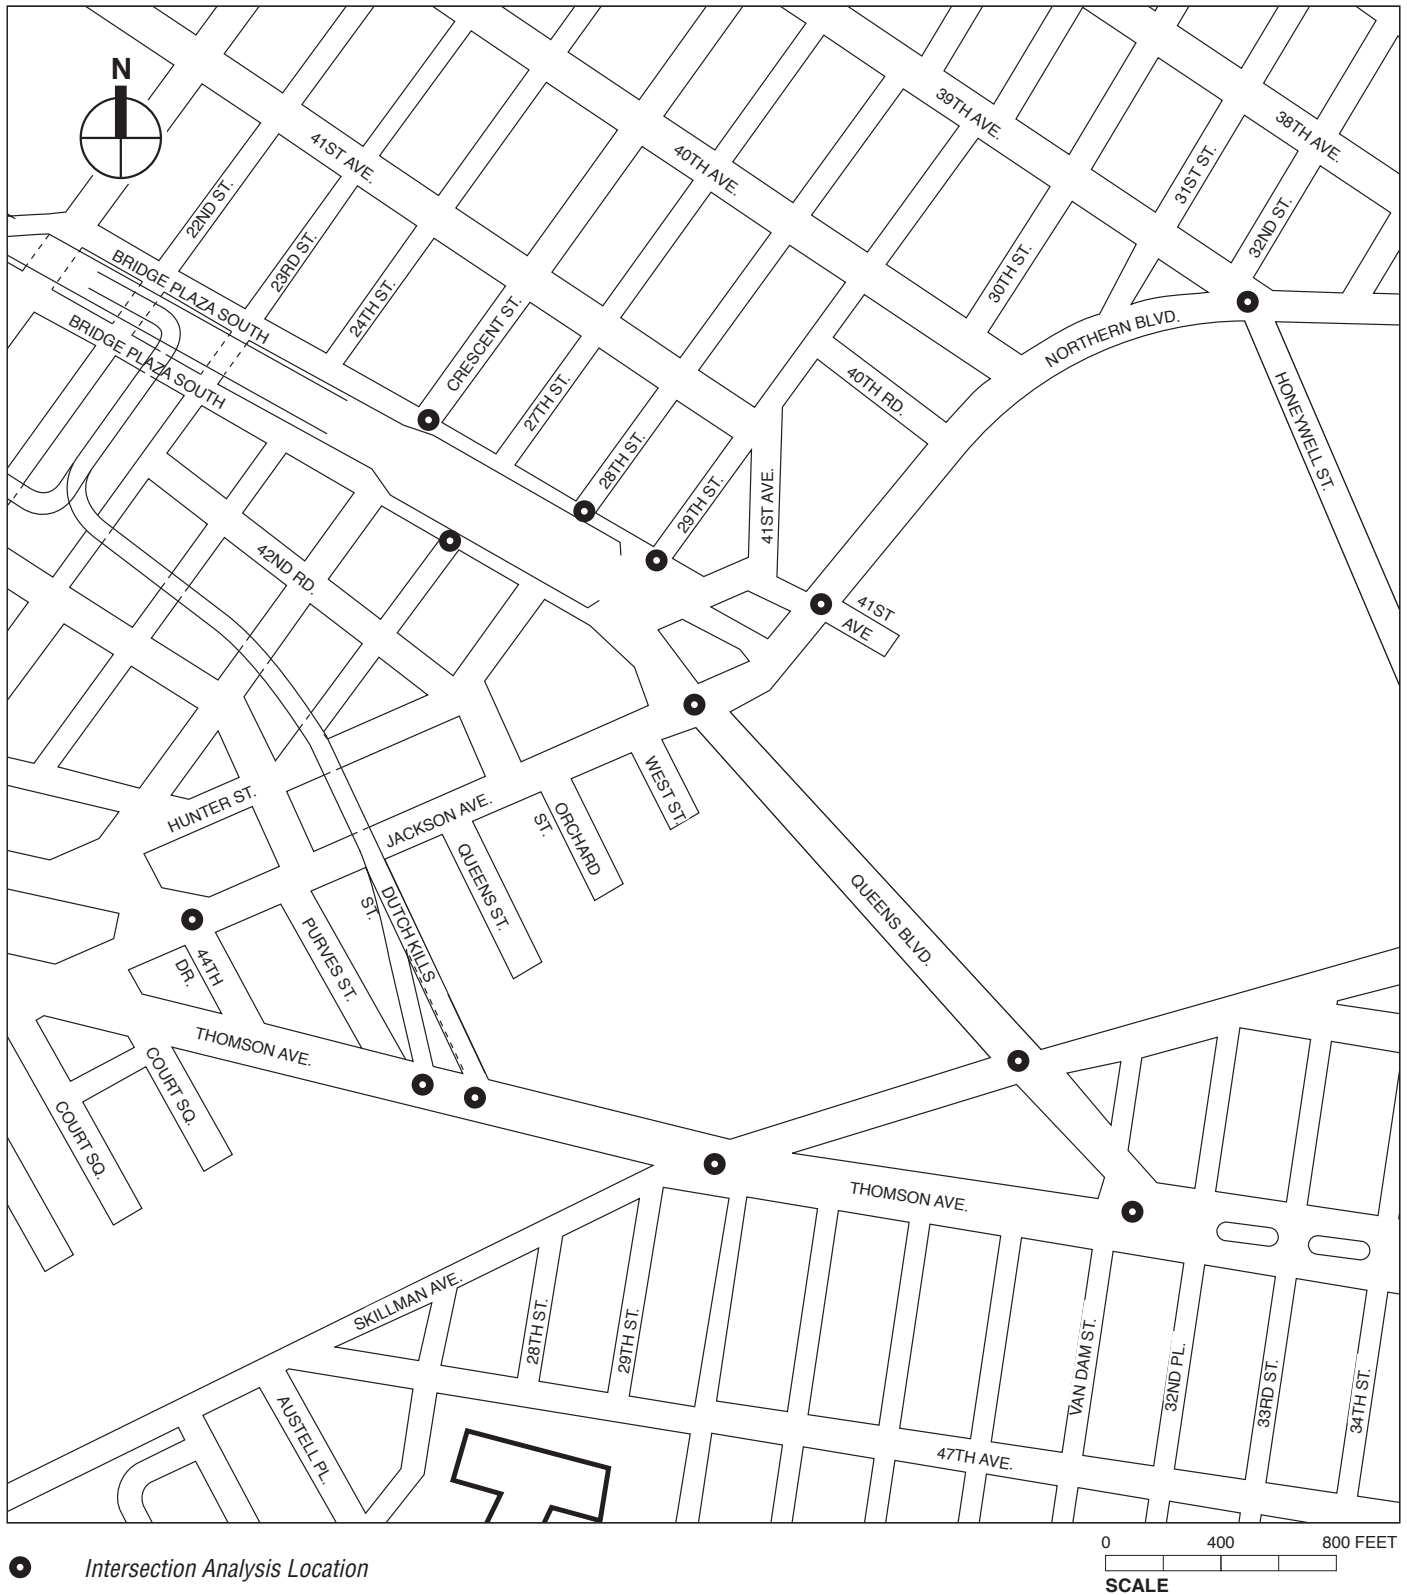 N
39TH AVE.
38TH AVE.
41ST AVE.
40TH AVE.
31ST ST.
32ND ST.
22ND ST.
23RD ST.
24TH ST.
30TH ST.
BRIDGE PLAZA SOUTH
BRIDGE PLAZA SOUTH
CRESCENT ST.
NORTHERN BLVD.
40TH RD.
27TH ST.
28TH ST.
29TH ST.
41ST AVE.
HONEYWELL ST.
42ND RD.
41ST
AVE
WEST ST.
HUNTER ST.
JACKSON AVE.
ORCHARD
ST.
QUEENS ST.
DUTCH KILLS
ST.
QUEENS BLVD.
PURVES ST.
44TH
DR.
THOMSON AVE.
COURT SQ.
COURT SQ.
THOMSON AVE.
SKILLMAN AVE.
28TH ST.
29TH ST.
VAN DAM ST.
32ND PL.
33RD ST.
34TH ST.
AUSTELL PL.
47TH AVE.
Intersection Analysis Location
0 400 800 FEET
SCALE